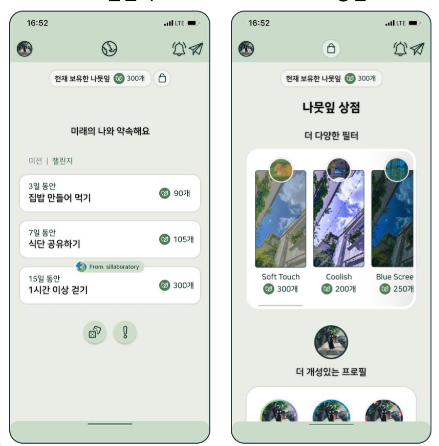 16:52
LTE
현재 보유한 나뭇잎 300개
미래의 나와 약속해요
미션 | 챌린지
3일 동안
집밥 만들어 먹기
90개
7일 동안
식단 공유하기
105개
From. sillaboratory
15일 동안
1시간 이상 걷기
300개
16:52
LTE
현재 보유한 나뭇잎 300개
나뭇잎 상점
더 다양한 필터
Soft Touch
300개
Coolish
200개
Blue Scree
250개
더 개성있는 프로필